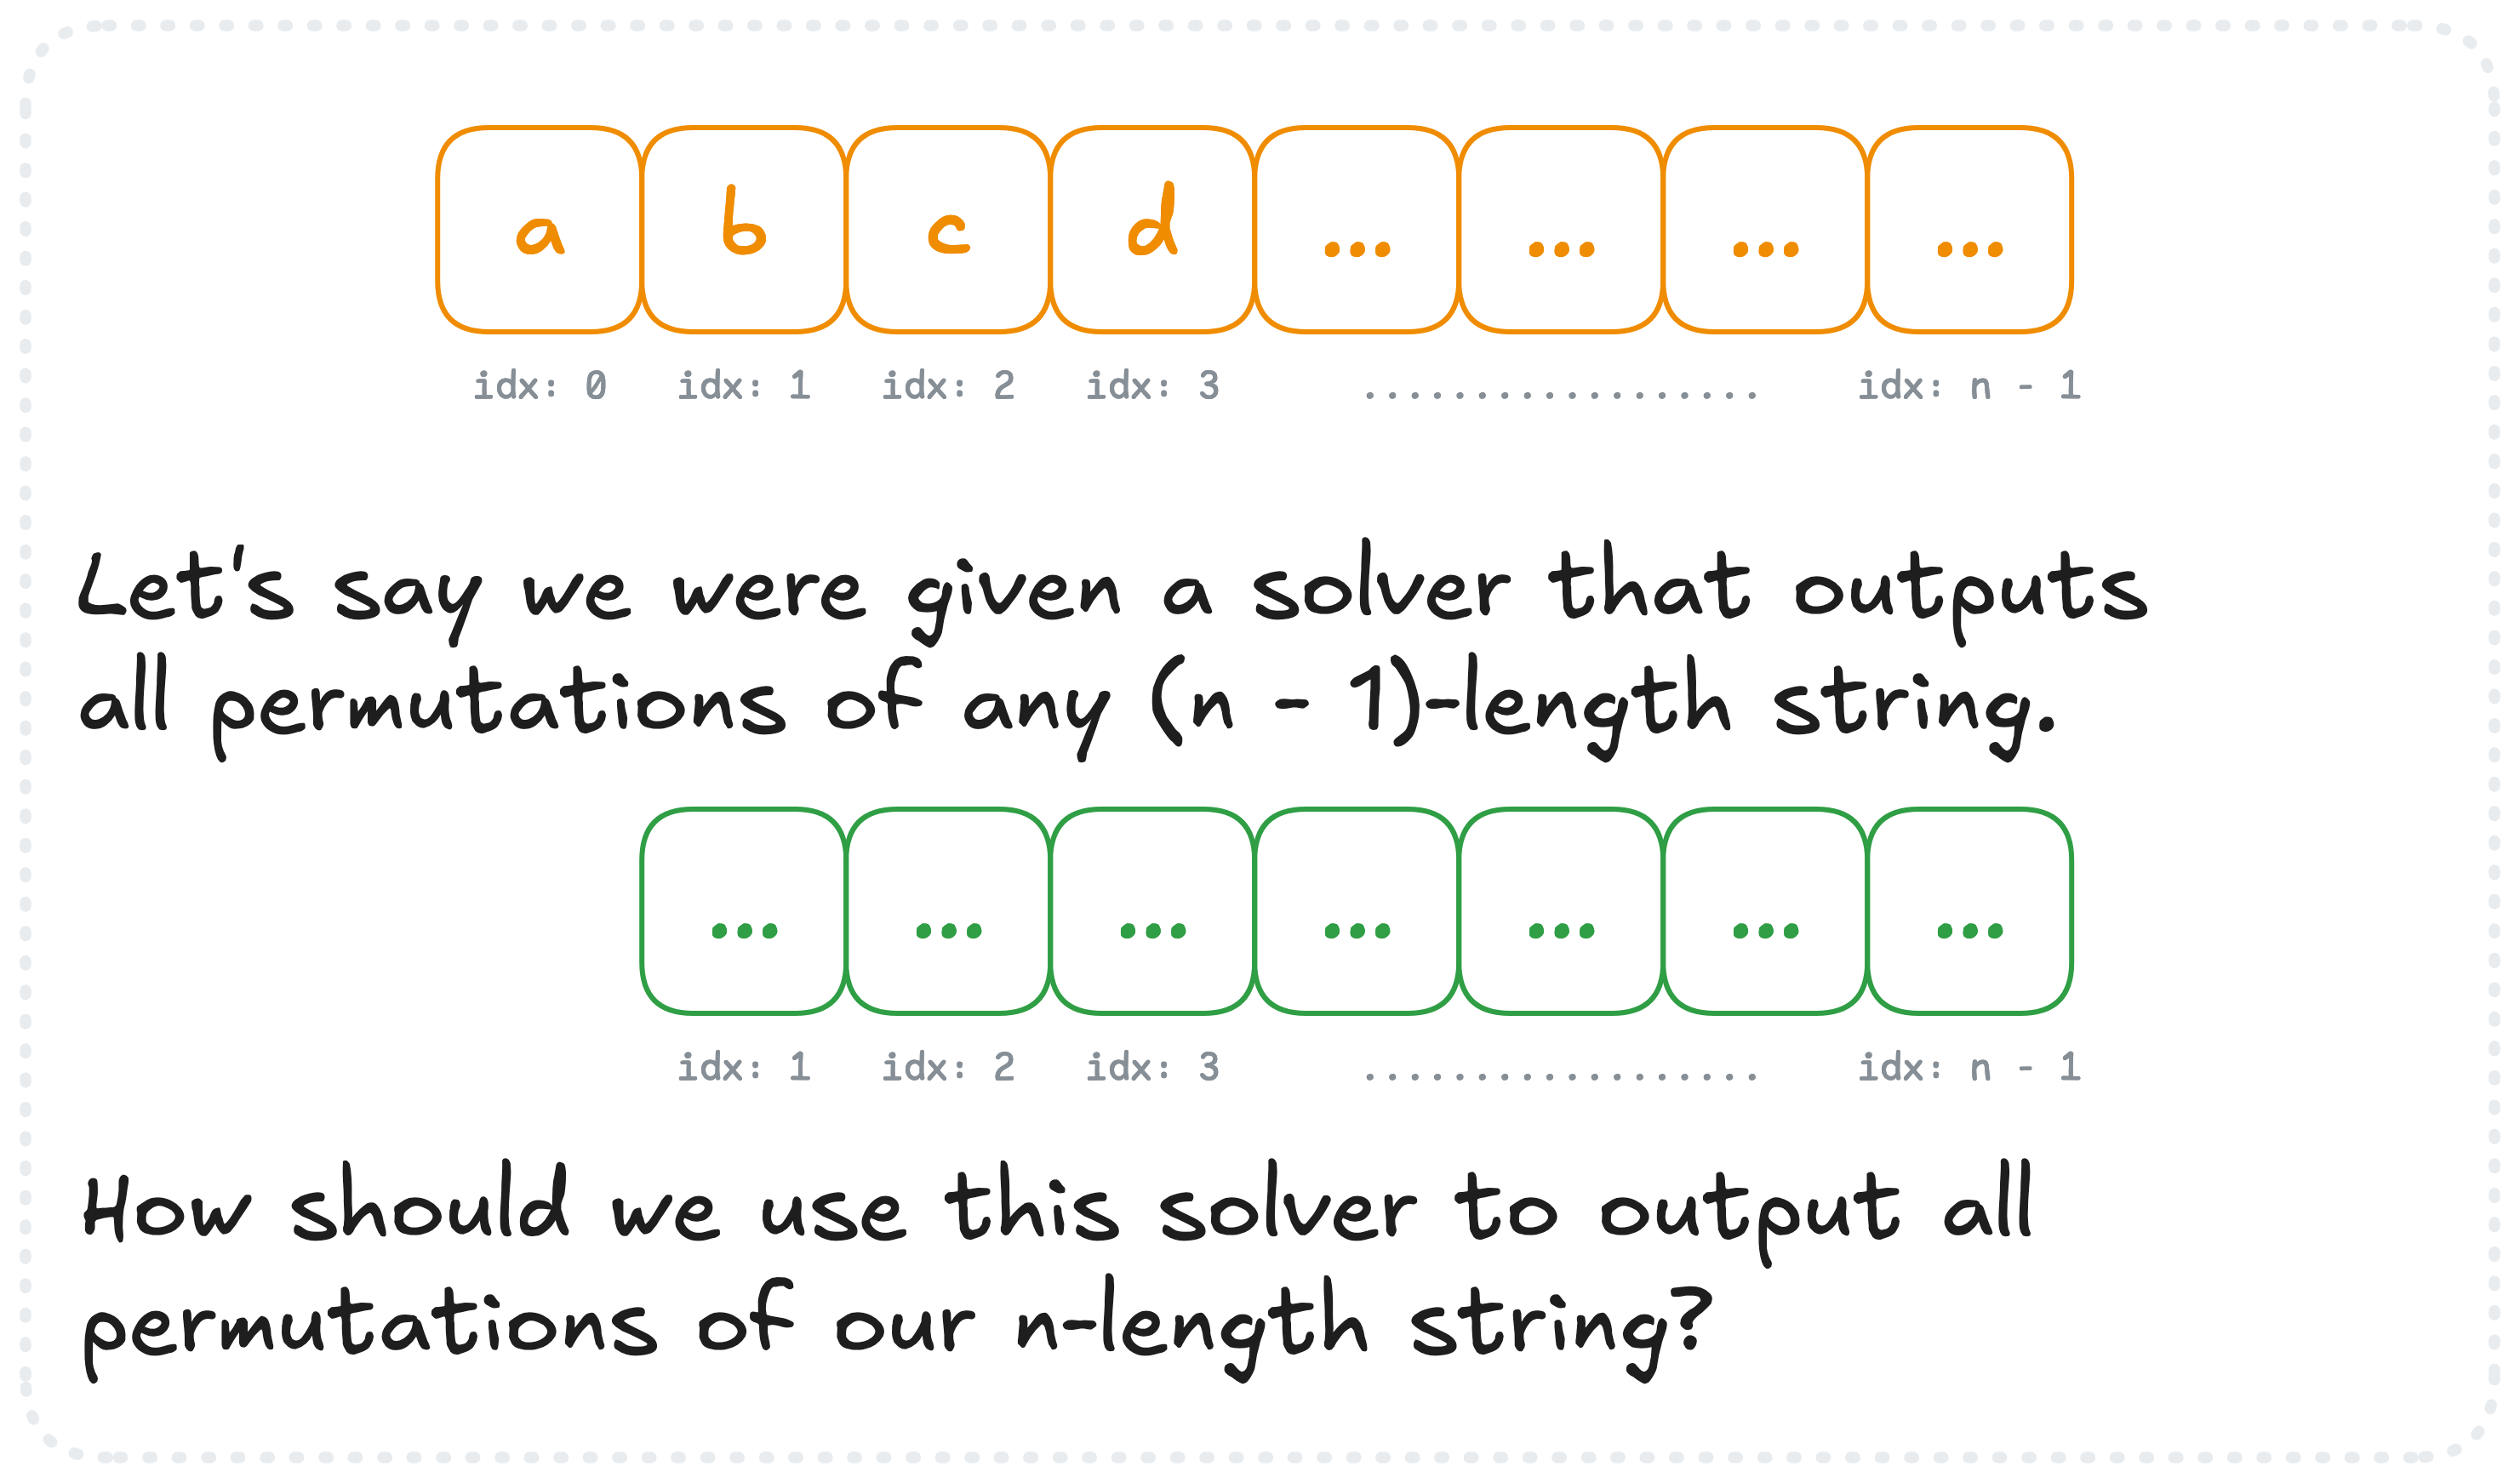 a b c d ... ... ... ...
idx: 0 idx: 1 idx: 2 idx: 3 .................. idx: n - 1
Let's say we were given a solver that outputs
all permutations of any (n - 1)-length string.
... ... ... ... ... ... ...
idx: 1 idx: 2 idx: 3 .................. idx: n - 1
How should we use this solver to output all
permutations of our n-length string?